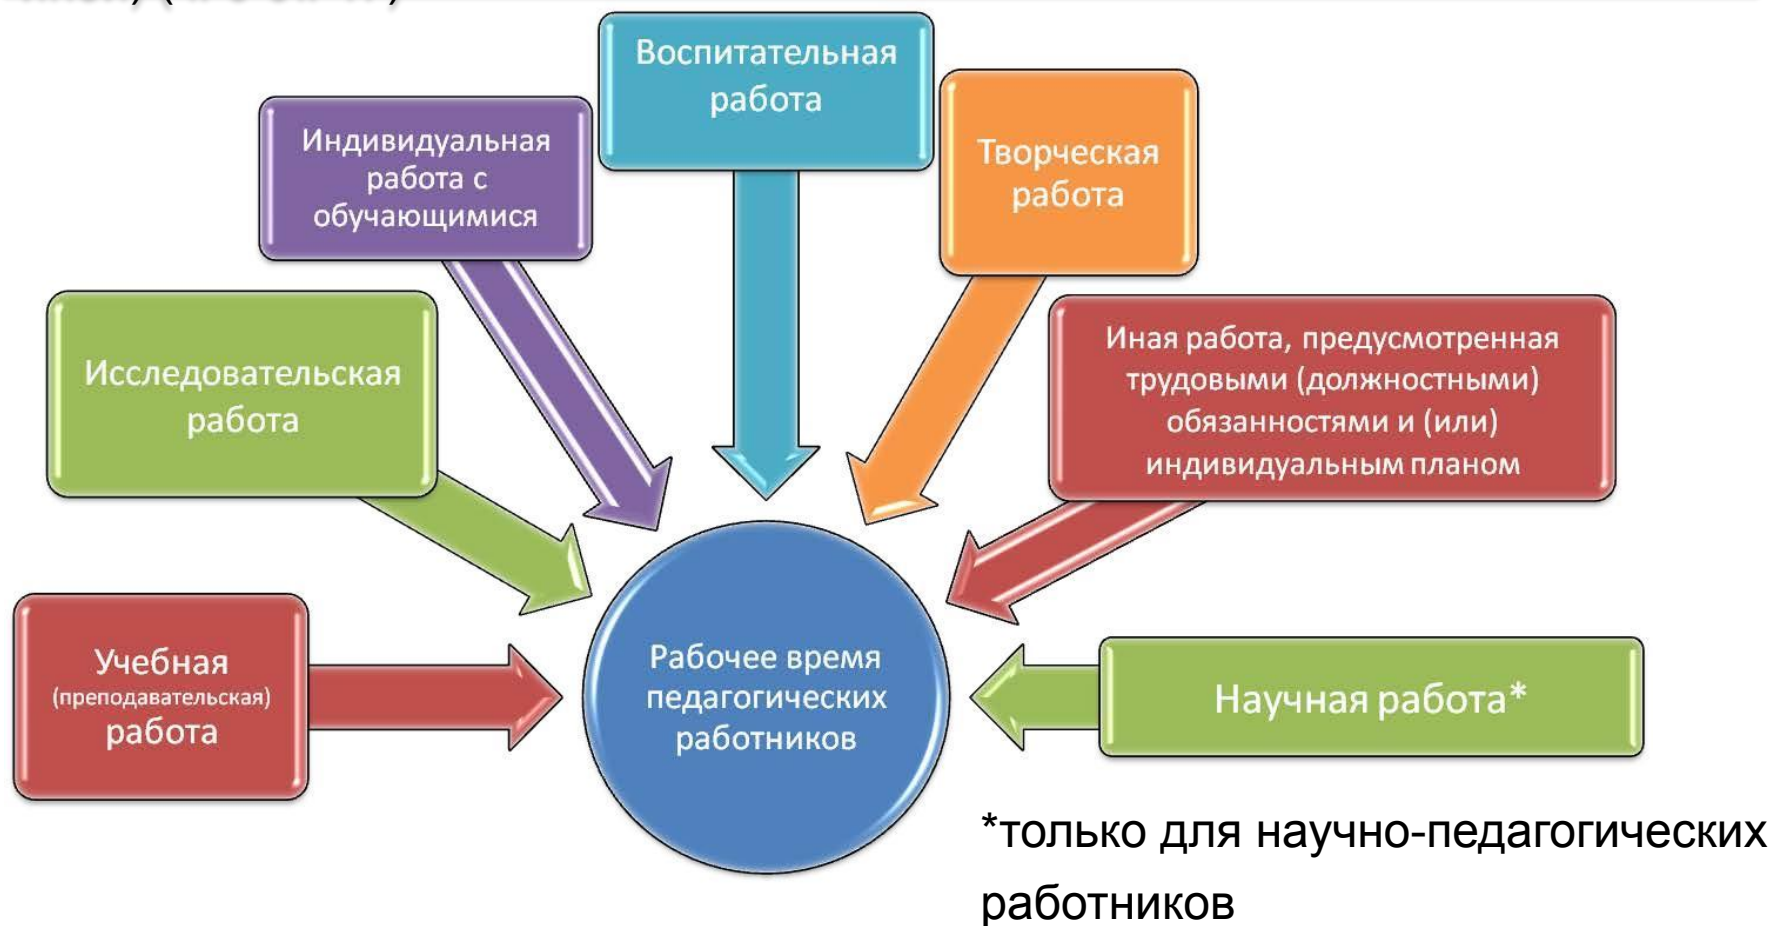 Воспитательная
работа
Индивидуальная
работа с
обучающимися
Творческая
работа
Исследовательская
работа
Иная работа, предусмотренная
трудовыми (должностными)
обязанностями и (или)
индивидуальным планом
Учебная
(преподавательская)
работа
Рабочее время
педагогических
работников
Научная работа*
*только для научно-педагогических
работников